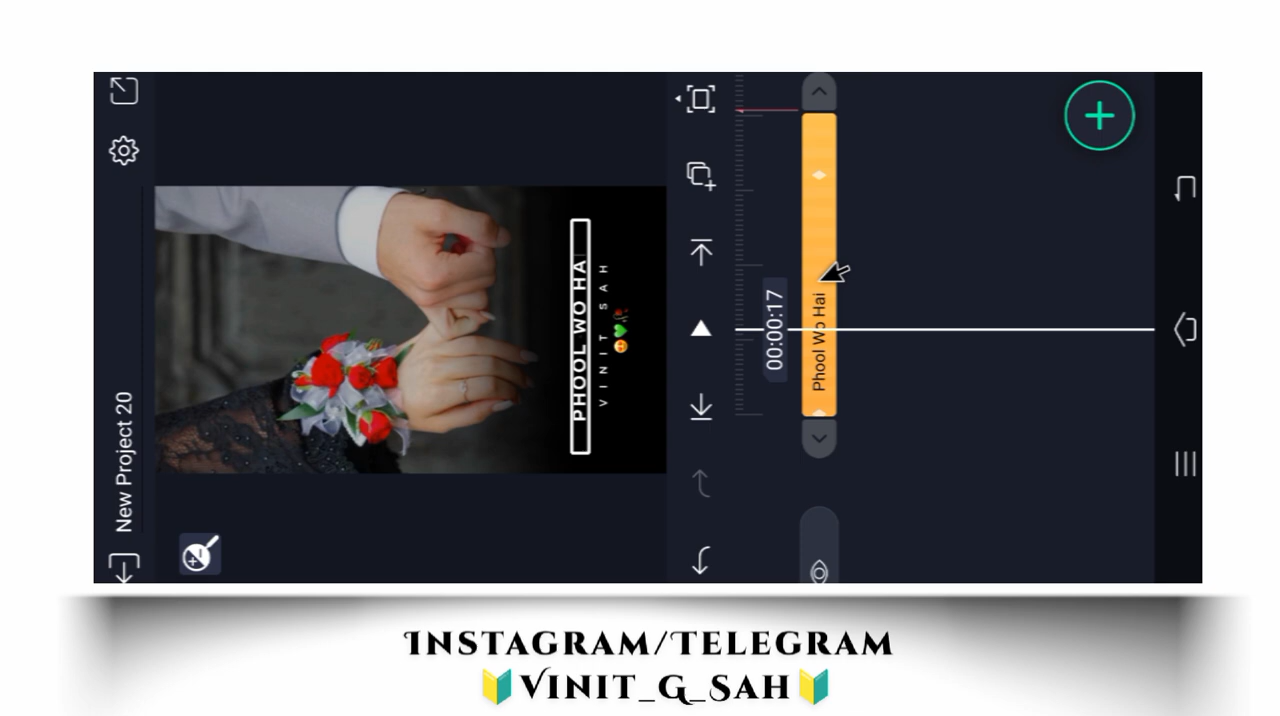 New Project 20
PHOOL WO HA
VINIT SAH
00:00:17
Phool Wo Hai
INSTAGRAM/TELEGRAM
🔰VINIT_G_SAH🔰